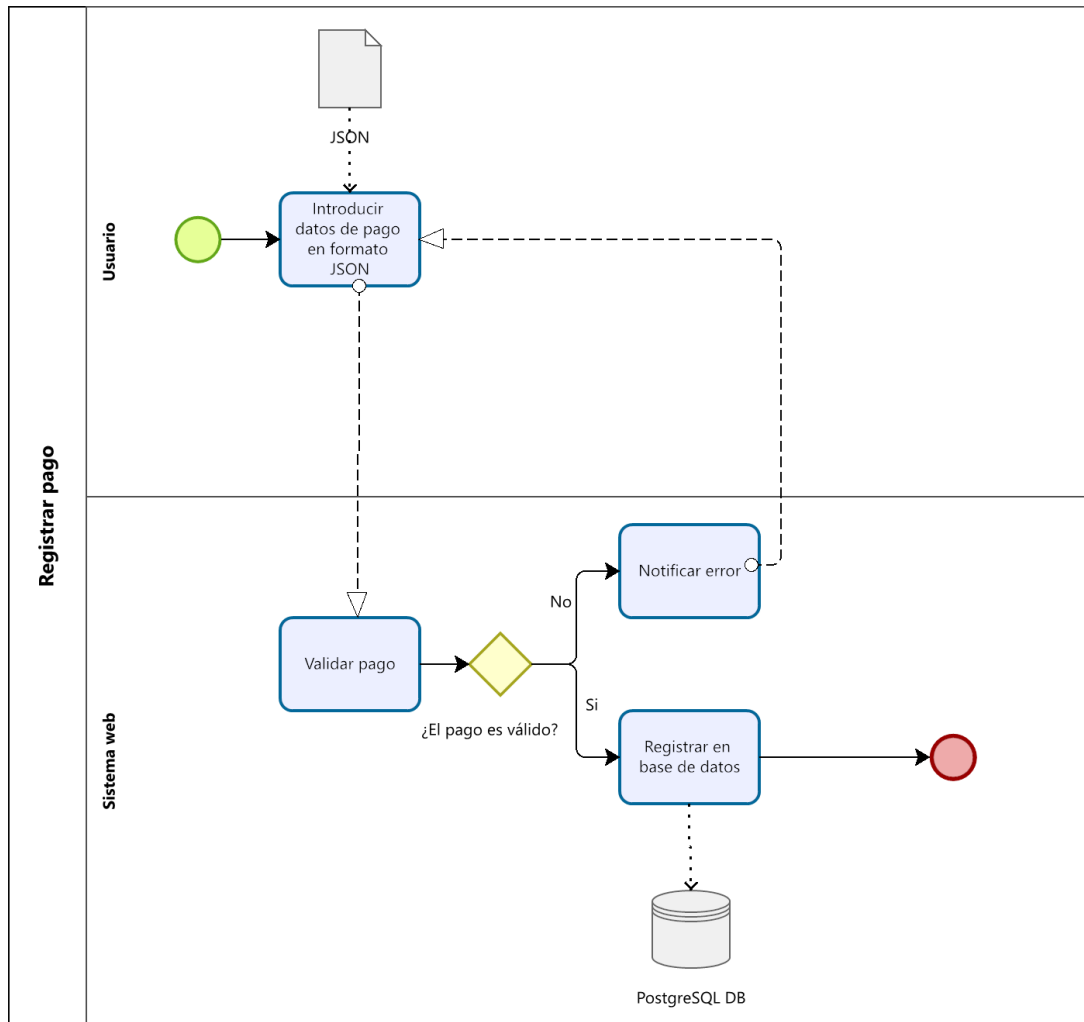 Registrar pago
Usuario
JSON
Introducir
datos de pago
en formato
JSON
Sistema web
Validar pago
¿El pago es válido?
No
Notificar error
Si
Registrar en
base de datos
PostgreSQL DB